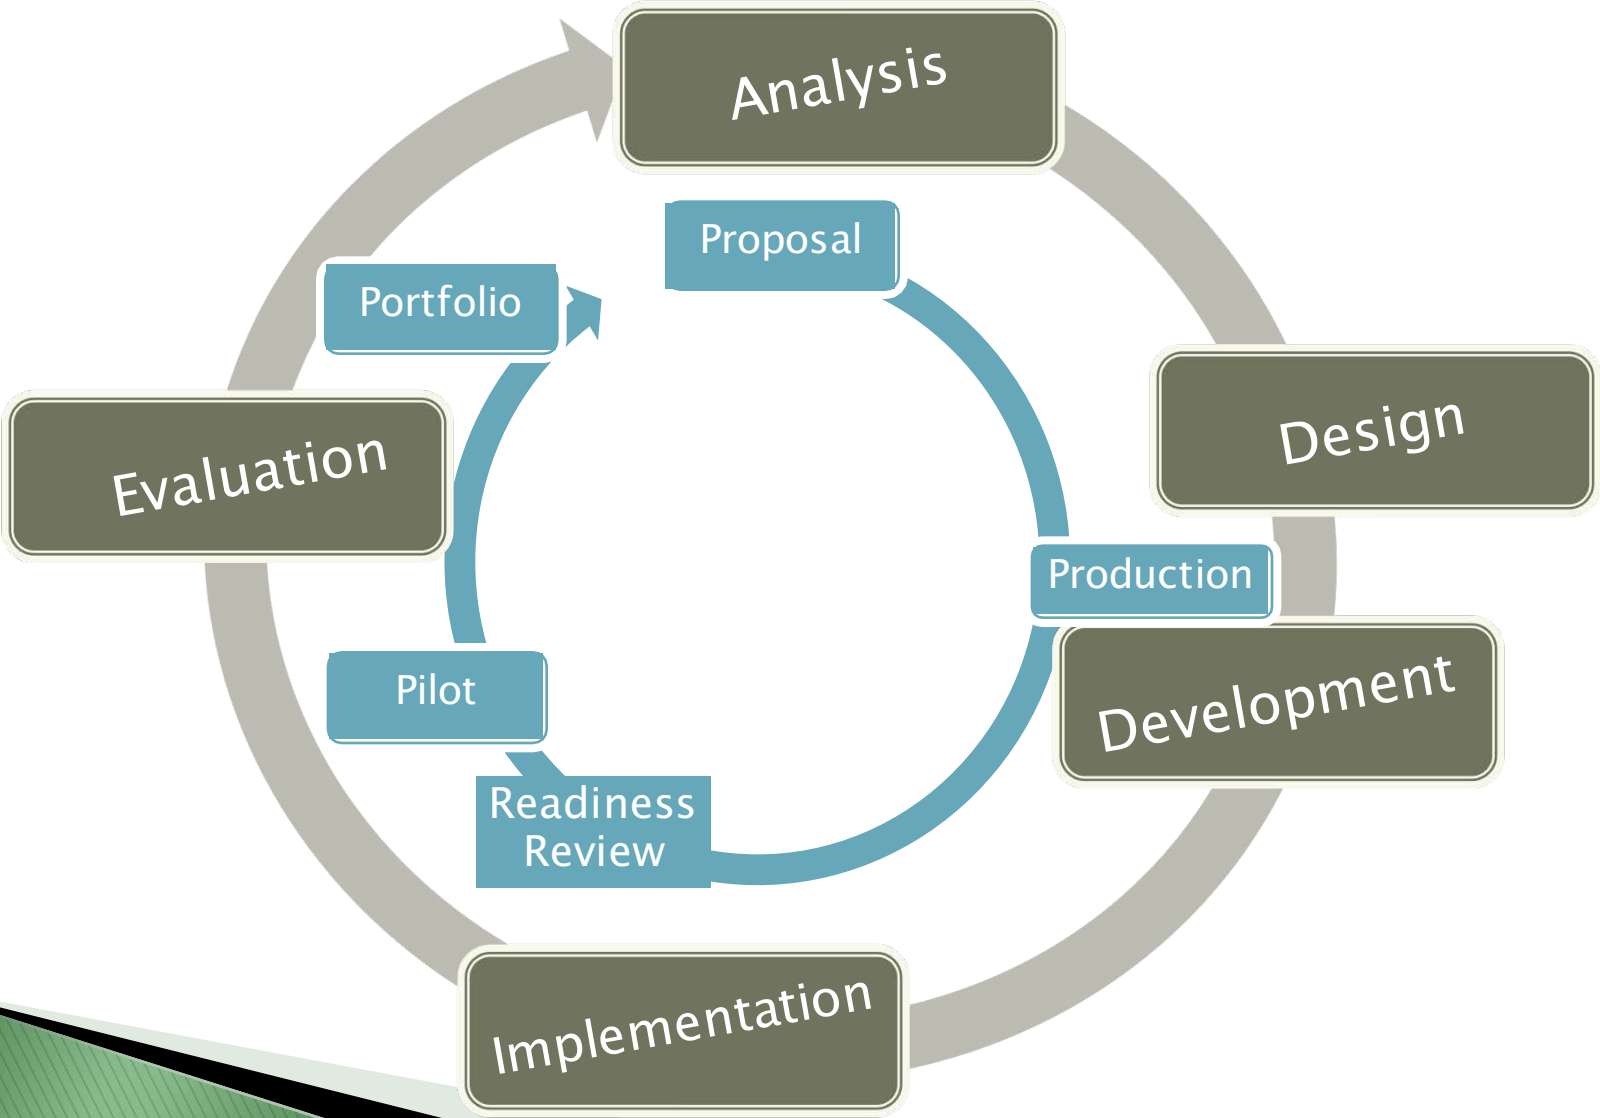 Analysis
Proposal
Portfolio
Design
Evaluation
Production
Development
Pilot
Readiness
Review
Implementation